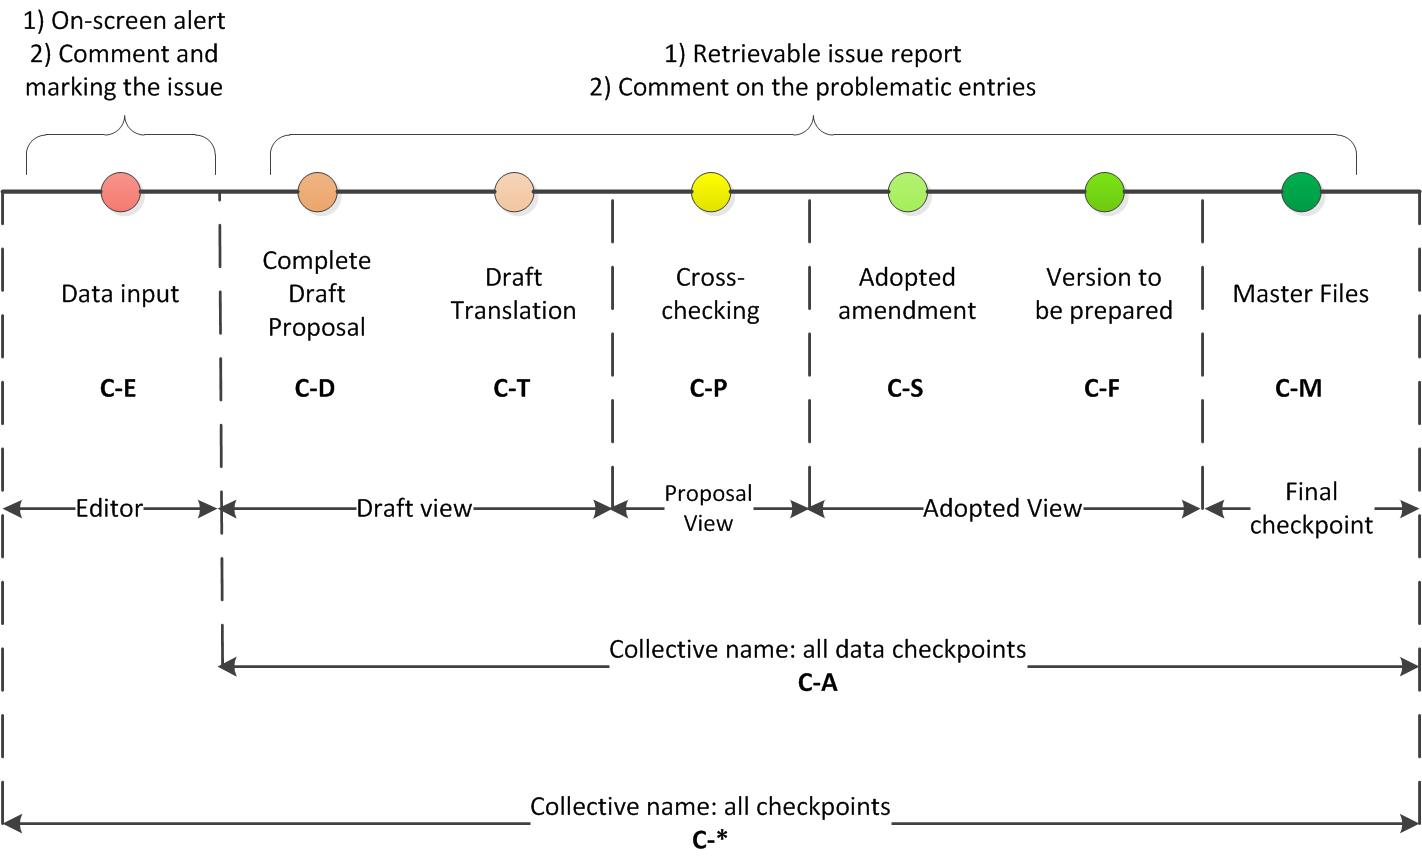 1) On-screen alert
2) Comment and
marking the issue
1) Retrievable issue report
2) Comment on the problematic entries
Data input
C-E
Complete
Draft
Proposal
C-D
Draft
Translation
C-T
Cross-
checking
C-P
Adopted
amendment
C-S
Version to
be prepared
C-F
Master Files
C-M
Editor
Draft view
Proposal
View
Adopted View
Final
checkpoint
Collective name: all data checkpoints
C-A
Collective name: all checkpoints
C-*